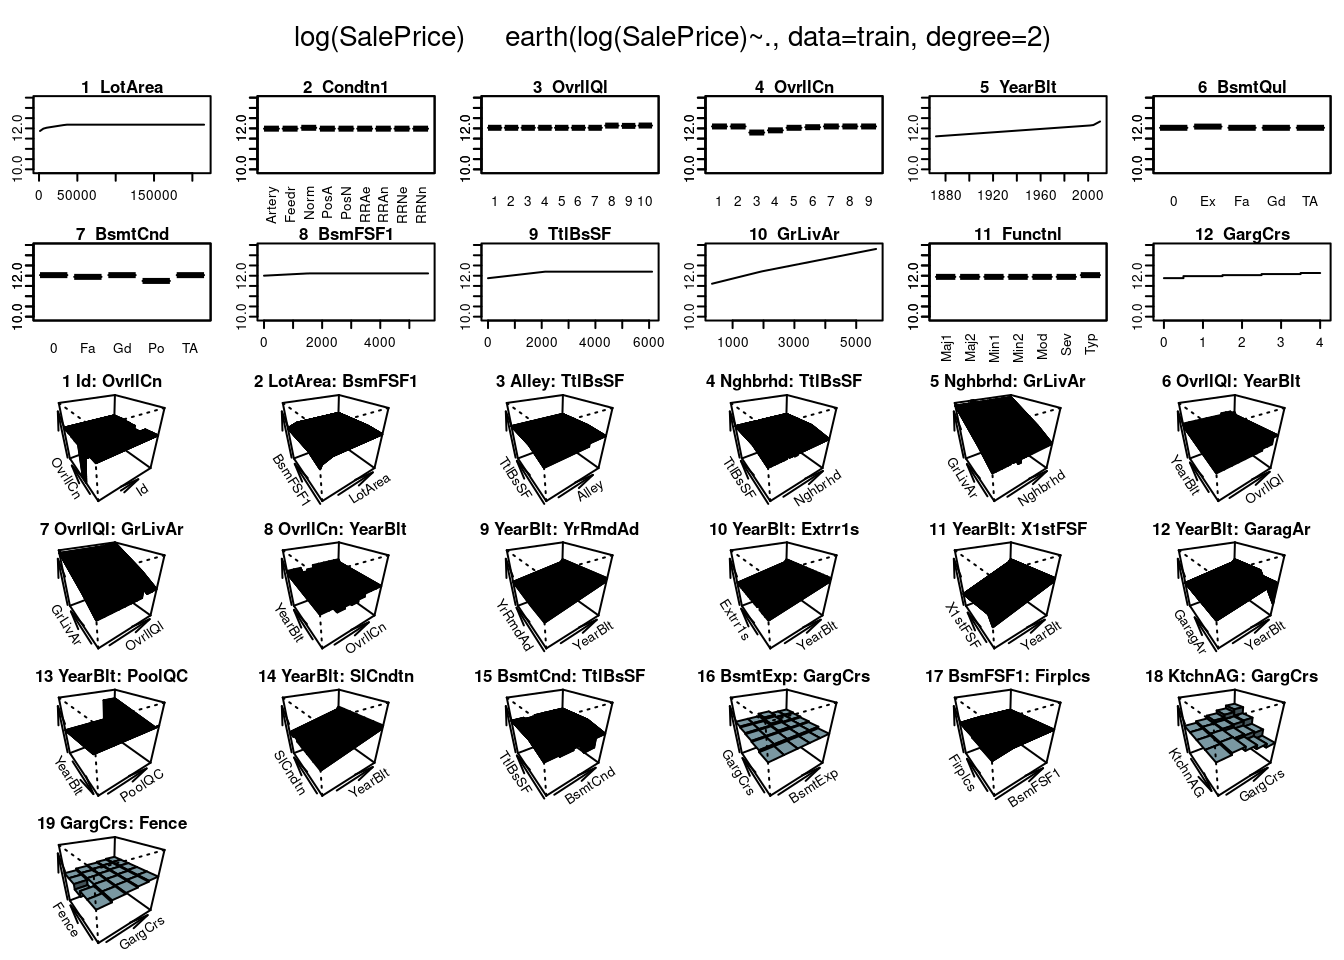 log(SalePrice)     earth(log(SalePrice)~., data=train, degree=2)
1 LotArea
10.0 12.0
0 50000 150000
2 Condtn1
10.0 12.0
Artery Feedr Norm PosA PosN RRAe RRAn RRNe RRNn
3 OvrllQl
10.0 12.0
1 2 3 4 5 6 7 8 9 10
4 OvrllCn
10.0 12.0
1 2 3 4 5 6 7 8 9
5 YearBlt
10.0 12.0
1880 1920 1960 2000
6 BsmtQul
10.0 12.0
0 Ex Fa Gd TA
7 BsmtCnd
10.0 12.0
0 Fa Gd Po TA
8 BsmFSF1
10.0 12.0
0 2000 4000
9 TtlBsSF
10.0 12.0
0 2000 4000 6000
10 GrLivAr
10.0 12.0
1000 3000 5000
11 Functnl
10.0 12.0
Maj1 Maj2 Min1 Min2 Mod Sev Typ
12 GargCrs
10.0 12.0
0 1 2 3 4
1 Id: OvrllCn
OvrllCn
Id
2 LotArea: BsmFSF1
BsmFSF1
LotArea
3 Alley: TtlBsSF
TtlBsSF
Alley
4 Nghbrhd: TtlBsSF
TtlBsSF
Nghbrhd
5 Nghbrhd: GrLivAr
GrLivAr
Nghbrhd
6 OvrllQl: YearBlt
YearBlt
OvrllQl
7 OvrllQl: GrLivAr
GrLivAr
OvrllQl
8 OvrllCn: YearBlt
YearBlt
OvrllCn
9 YearBlt: YrRmdAd
YrRmdAd
YearBlt
10 YearBlt: Extrr1s
Extrr1s
YearBlt
11 YearBlt: X1stFSF
X1stFSF
YearBlt
12 YearBlt: GaragAr
GaragAr
YearBlt
13 YearBlt: PoolQC
YearBlt
PoolQC
14 YearBlt: SlCndtn
SlCndtn
YearBlt
15 BsmtCnd: TtlBsSF
TtlBsSF
BsmtCnd
16 BsmtExp: GargCrs
GargCrs
BsmtExp
17 BsmFSF1: Firplcs
Firplcs
BsmFSF1
18 KtchnAG: GargCrs
KtchnAG
GargCrs
19 GargCrs: Fence
Fence
GargCrs